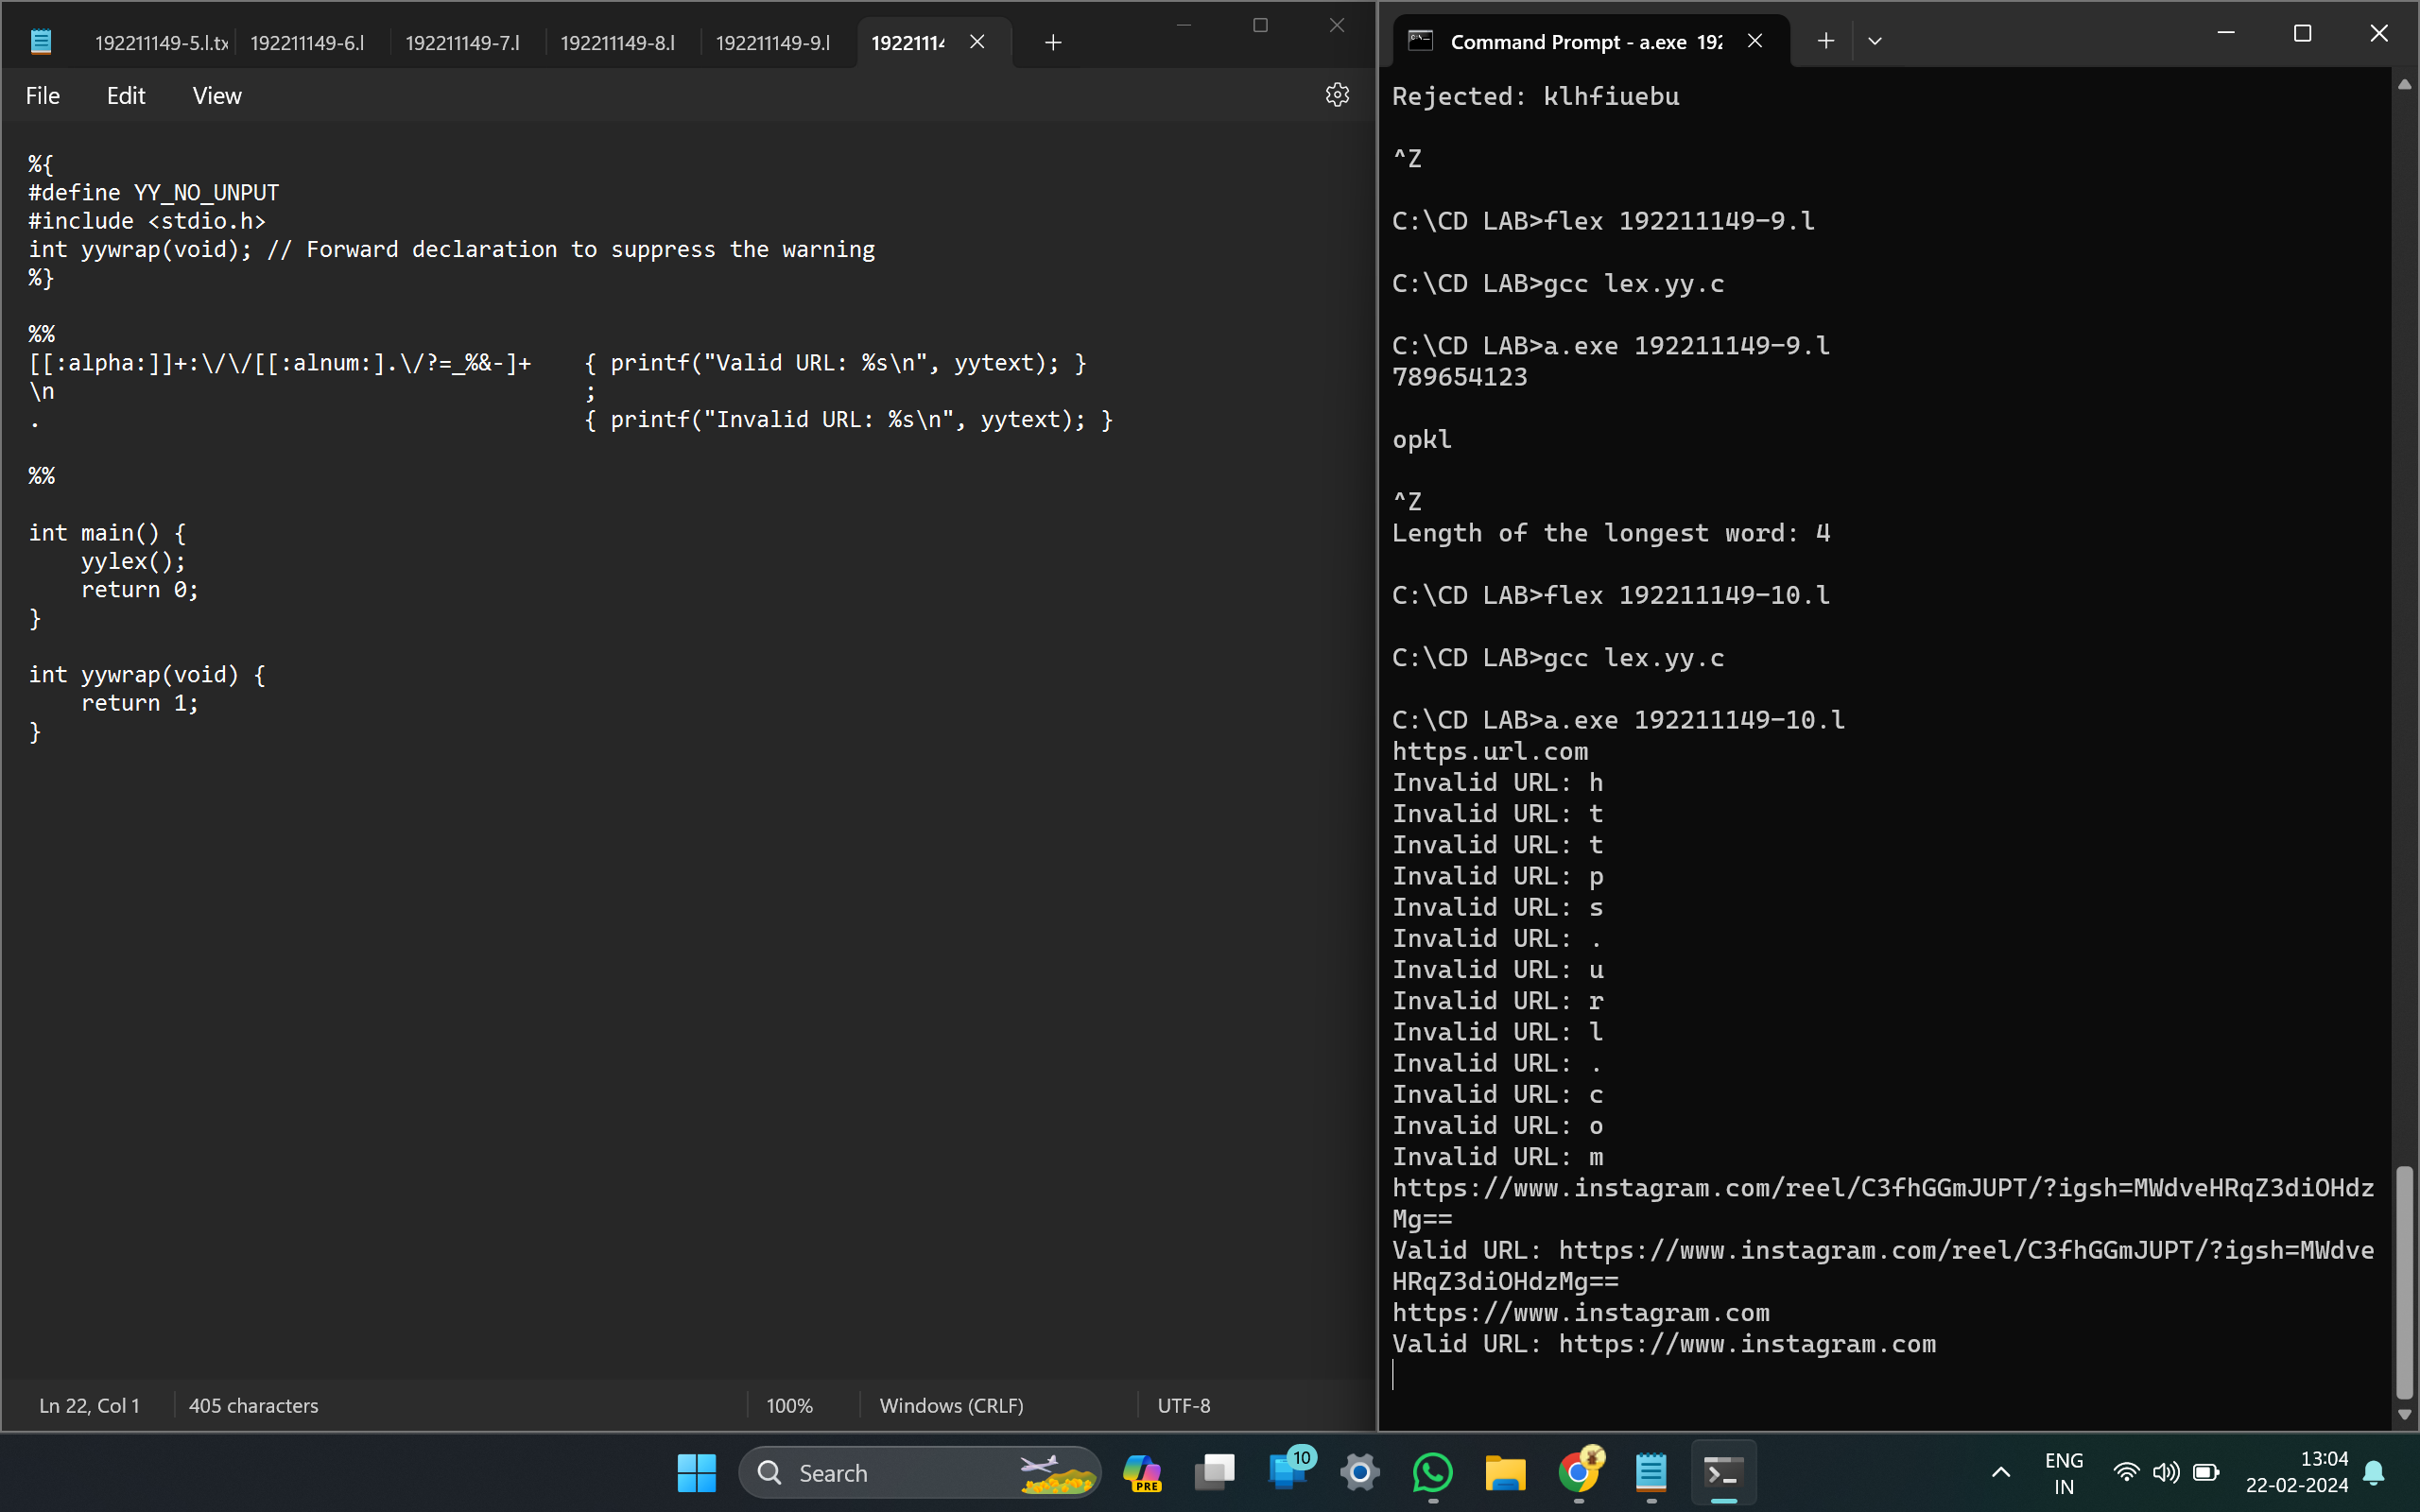 192211149-5.l.tx 192211149-6.l 192211149-7.l 192211149-8.l 192211149-9.l 19221114
File Edit View
%{
#define YY_NO_UNPUT
#include <stdio.h>
int yywrap(void); // Forward declaration to suppress the warning
%}
%%
[[:alpha:]]+:\/\/[[:alnum:].\/?=_%&-]+ { printf("Valid URL: %s\n", yytext); }
\n ;
. { printf("Invalid URL: %s\n", yytext); }
%%
int main() {
yylex();
return 0;
}
int yywrap(void) {
return 1;
}
Ln 22, Col 1 405 characters 100% Windows (CRLF) UTF-8
Command Prompt - a.exe 192
Rejected: klhfiuebu
^Z
C:\CD LAB>flex 192211149-9.l
C:\CD LAB>gcc lex.yy.c
C:\CD LAB>a.exe 192211149-9.l
789654123
opkl
^Z
Length of the longest word: 4
C:\CD LAB>flex 192211149-10.l
C:\CD LAB>gcc lex.yy.c
C:\CD LAB>a.exe 192211149-10.l
https.url.com
Invalid URL: h
Invalid URL: t
Invalid URL: t
Invalid URL: p
Invalid URL: s
Invalid URL: .
Invalid URL: u
Invalid URL: r
Invalid URL: l
Invalid URL: .
Invalid URL: c
Invalid URL: o
Invalid URL: m
https://www.instagram.com/reel/C3fhGGmJUPT/?igsh=MWdveHRqZ3diOHdz
Mg==
Valid URL: https://www.instagram.com/reel/C3fhGGmJUPT/?igsh=MWdve
HRqZ3diOHdzMg==
https://www.instagram.com
Valid URL: https://www.instagram.com
Search PRE 10 ENG 13:04
IN 22-02-2024